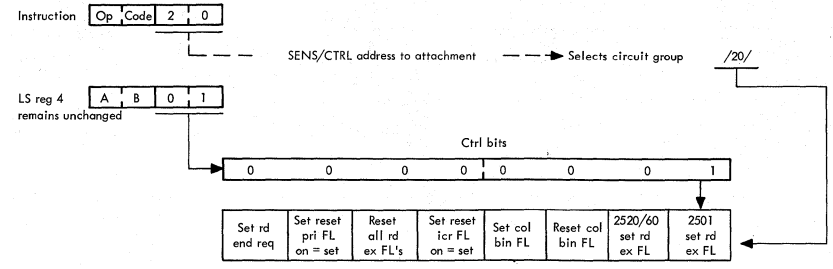 Instruction Op Code 2 0
SENS/CTRL address to attachment Selects circuit group /20/
LS reg 4 A B 0 1
remains unchanged
Ctrl bits
0 0 0 0 0 0 0 1
Set rd
end req
Set reset
pri FL
on = set
Reset
all rd
ex FL's
Set reset
icr FL
on = set
Set col
bin FL
Reset col
bin FL
2520/60
set rd
ex FL
2501
set rd
ex FL